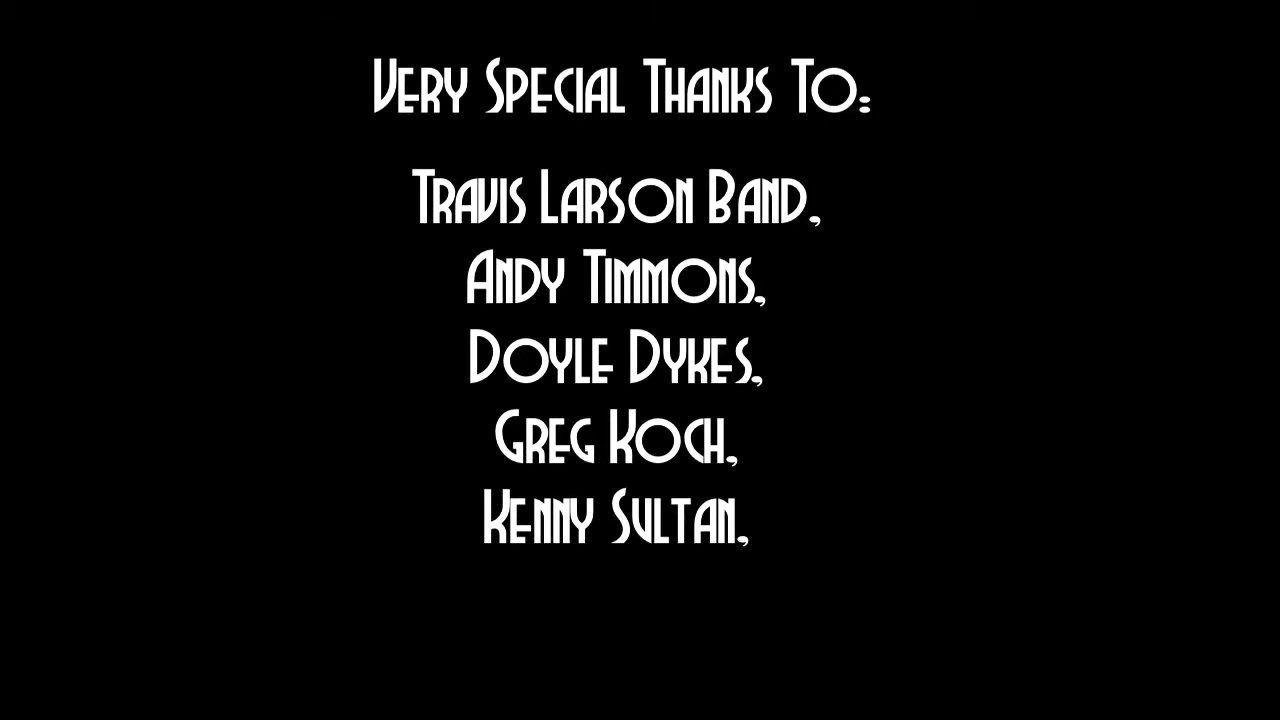 Very Special Thanks To:
Travis Larson Band,
Andy Timmons,
Doyle Dykes,
Greg Koch,
Kenny Sultan,